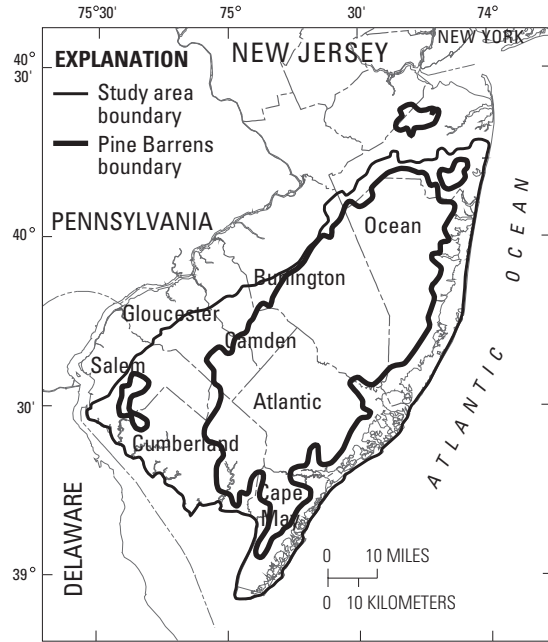 75°30'
75°
30'
74°
40°
30'
NEW JERSEY
NEW YORK
EXPLANATION
Study area
boundary
Pine Barrens
boundary
PENNSYLVANIA
40°
Ocean
OCEAN
Burlington
Gloucester
Camden
Salem
Atlantic
30'
ATLANTIC
Cumberland
Cape
May
DELAWARE
39°
0 10 MILES
0 10 KILOMETERS